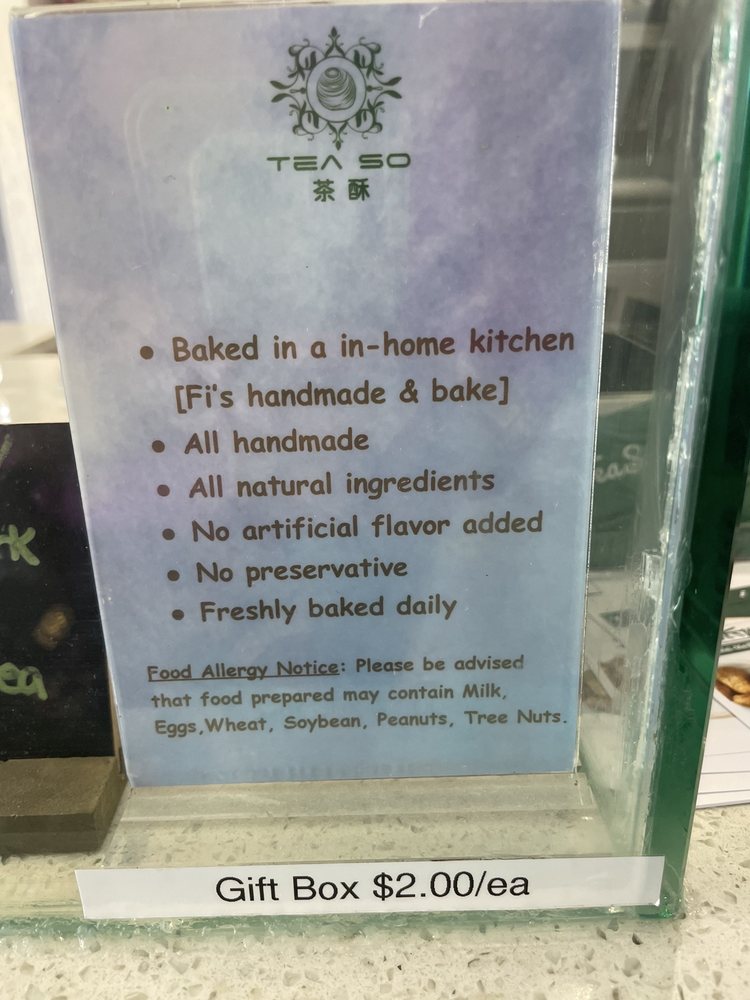 TEA SO
茶酥
• Baked in a in-home kitchen
[Fi's handmade & bake]
• All handmade
• All natural ingredients
• No artificial flavor added
• No preservative
• Freshly baked daily
Food Allergy Notice: Please be advised
that food prepared may contain Milk,
Eggs,Wheat, Soybean, Peanuts, Tree Nuts.
Gift Box $2.00/ea